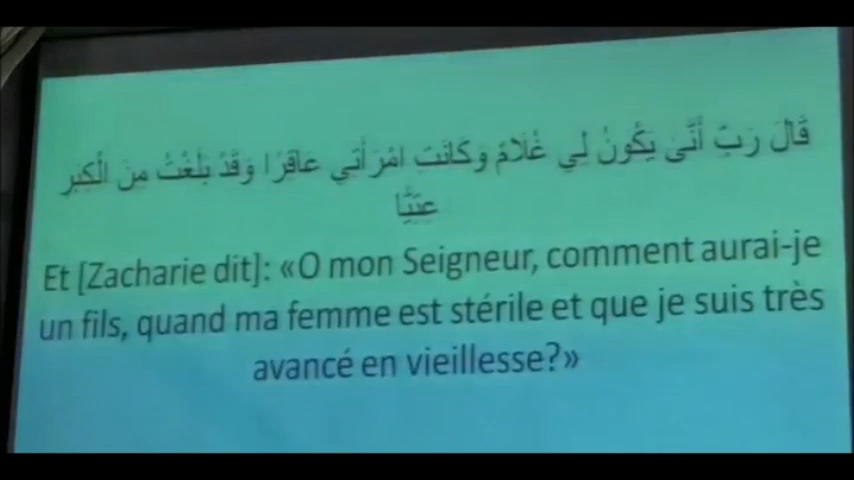 قَالَ رَبِّ أَنَّىٰ يَكُونُ لِي غُلَامٌ وَكَانَتِ امْرَأَتِي عَاقِرًا وَقَدْ بَلَغْتُ مِنَ الْكِبَرِ
عِتِيًّا
Et [Zacharie dit]: «O mon Seigneur, comment aurai-je
un fils, quand ma femme est stérile et que je suis très
avancé en vieillesse?»